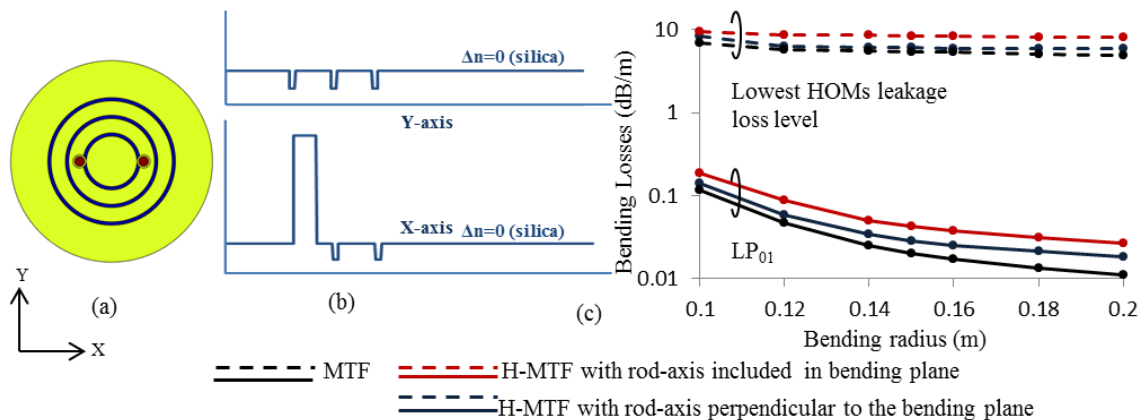 Δn=0 (silica)
Y-axis
X-axis Δn=0 (silica)
Y
X
(a)
(b)
(c)
Bending Losses (dB/m)
10
1
0.1
0.01
Lowest HOMs leakage
loss level
LP01
0.1 0.12 0.14 0.15 0.16 0.18 0.2
Bending radius (m)
MTF
H-MTF with rod-axis included in bending plane
H-MTF with rod-axis perpendicular to the bending plane